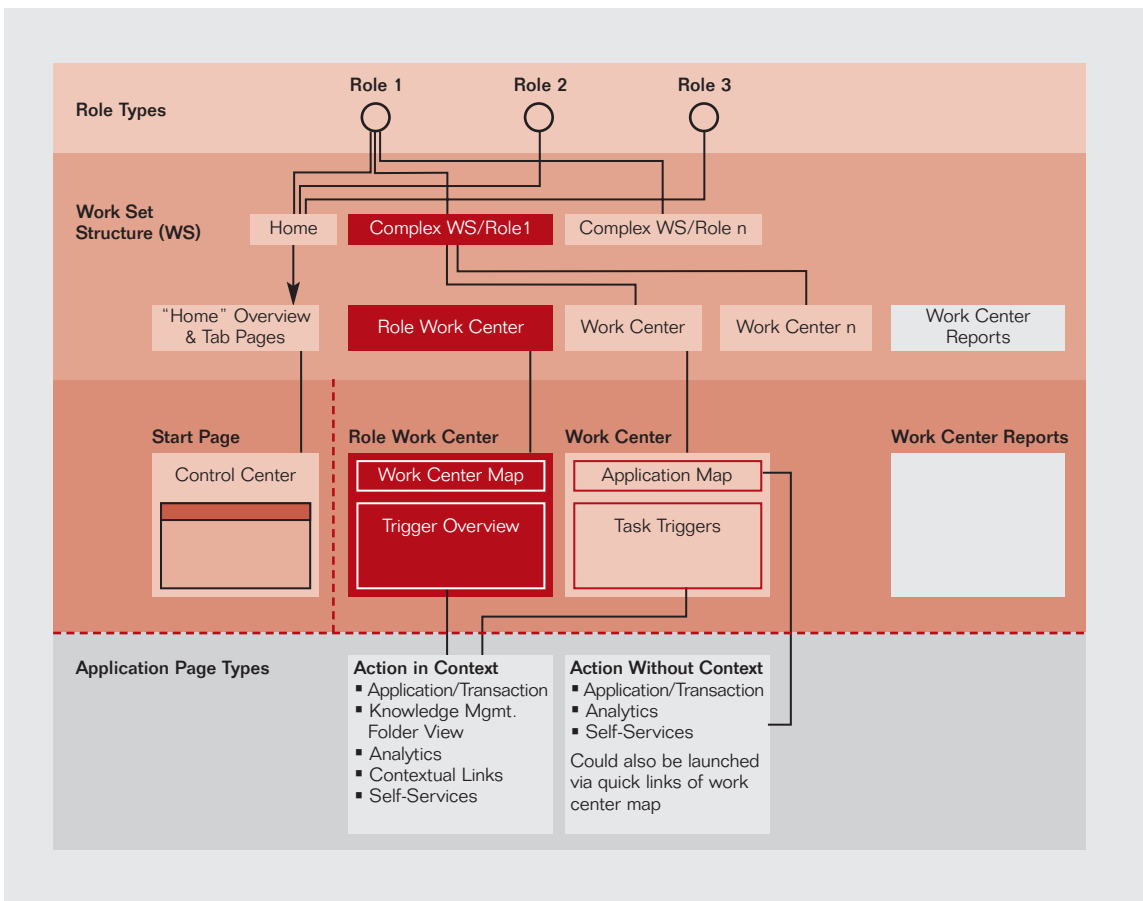 Role 1
Role 2
Role 3
Role Types
Work Set
Structure (WS)
Home
Complex WS/Role1
Complex WS/Role n
“Home” Overview
& Tab Pages
Role Work Center
Work Center
Work Center n
Work Center
Reports
Start Page
Role Work Center
Work Center
Work Center Reports
Control Center
Work Center Map
Application Map
Trigger Overview
Task Triggers
Application Page Types
Action in Context
▪ Application/Transaction
▪ Knowledge Mgmt.
Folder View
▪ Analytics
▪ Contextual Links
▪ Self-Services
Action Without Context
▪ Application/Transaction
▪ Analytics
▪ Self-Services
Could also be launched
via quick links of work
center map